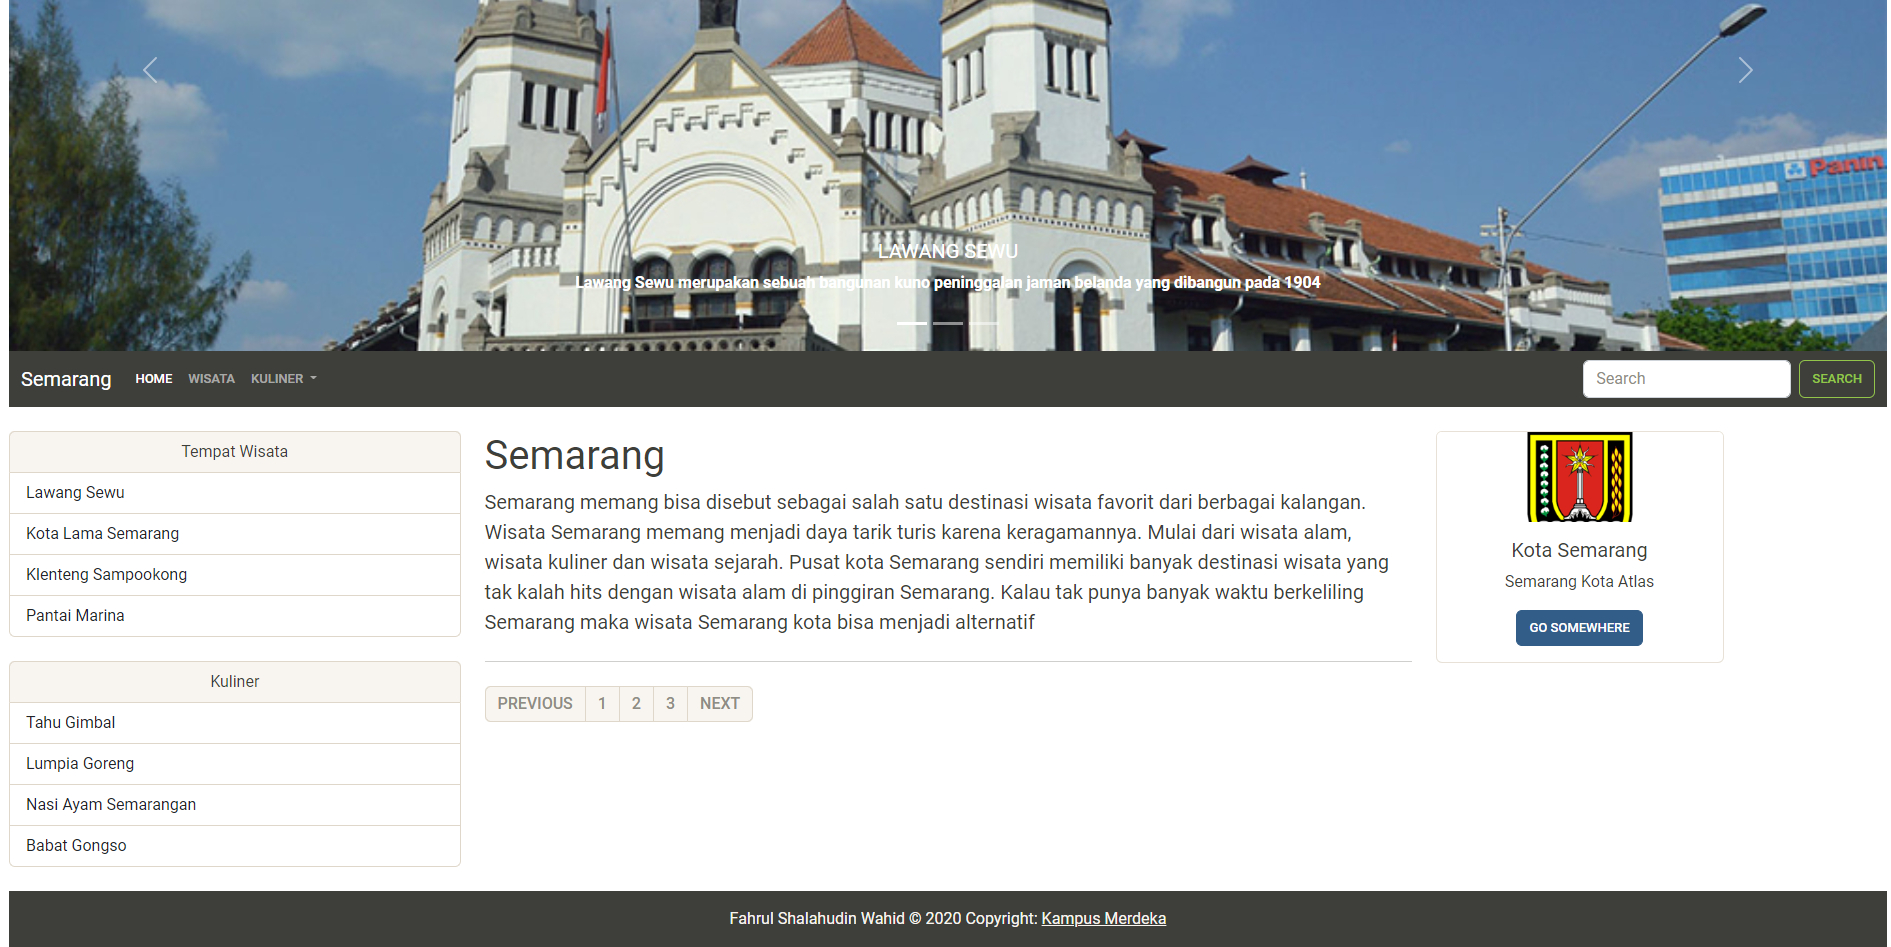 Panin
LAWANG SEWU
Lawang Sewu merupakan sebuah bangunan kuno peninggalan jaman belanda yang dibangun pada 1904
Semarang HOME WISATA KULINER Search SEARCH
Tempat Wisata
Lawang Sewu
Kota Lama Semarang
Klenteng Sampookong
Pantai Marina
Kuliner
Tahu Gimbal
Lumpia Goreng
Nasi Ayam Semarangan
Babat Gongso
Semarang
Semarang memang bisa disebut sebagai salah satu destinasi wisata favorit dari berbagai kalangan.
Wisata Semarang memang menjadi daya tarik turis karena keragamannya. Mulai dari wisata alam,
wisata kuliner dan wisata sejarah. Pusat kota Semarang sendiri memiliki banyak destinasi wisata yang
tak kalah hits dengan wisata alam di pinggiran Semarang. Kalau tak punya banyak waktu berkeliling
Semarang maka wisata Semarang kota bisa menjadi alternatif
PREVIOUS 1 2 3 NEXT
Kota Semarang
Semarang Kota Atlas
GO SOMEWHERE
Fahrul Shalahudin Wahid © 2020 Copyright: Kampus Merdeka